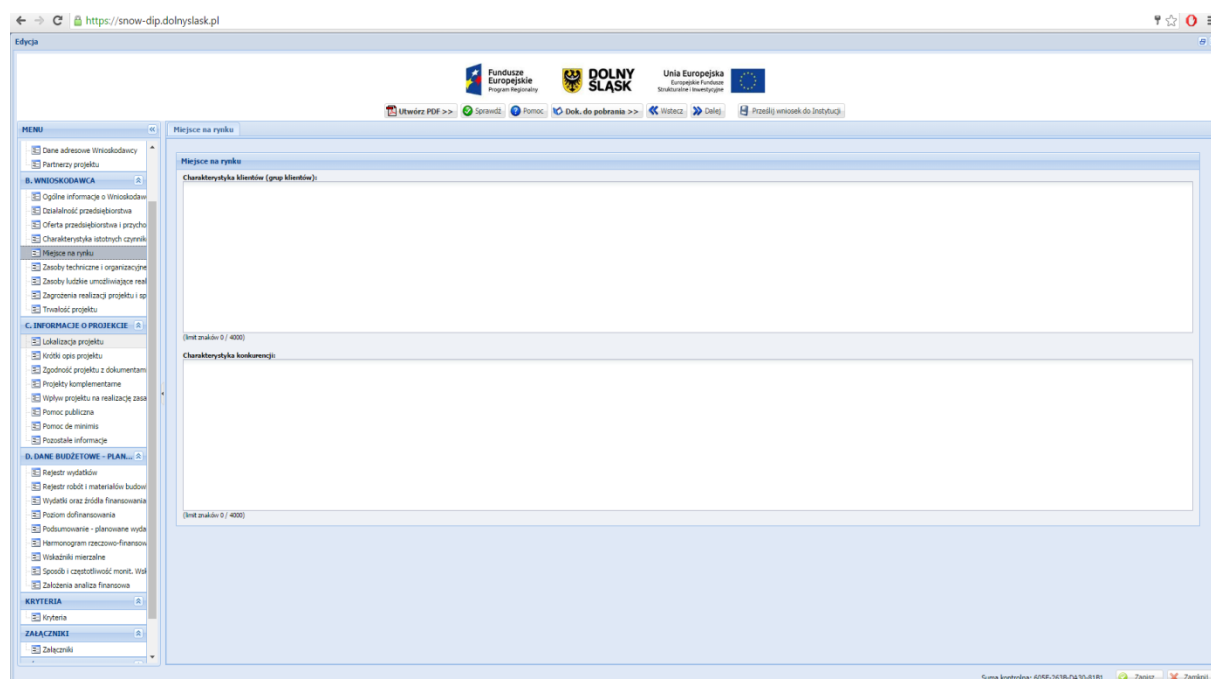 https://snow-dip.dolnyslask.pl
Edycja
Fundusze
Europejskie
Program Regionalny
DOLNY
ŚLĄSK
Unia Europejska
Europejskie Fundusze
Strukturalne i Inwestycyjne
Utwórz PDF >> Sprawdź Pomoc Dok. do pobrania >> Wstecz Dalej Prześlij wniosek do Instytucji
MENU
Miejsce na rynku
Dane adresowe Wnioskodawcy
Partnerzy projektu
B. WNIOSKODAWCA
Ogólne informacje o Wnioskodaw
Działalność przedsiębiorstwa
Oferta przedsiębiorstwa i przycho
Charakterystyka istotnych czynnik
Miejsce na rynku
Zasoby techniczne i organizacyjne
Zasoby ludzkie umożliwiające real
Zagrożenia realizacji projektu i sp
Trwałość projektu
C. INFORMACJE O PROJEKCIE
Lokalizacja projektu
Krótki opis projektu
Zgodność projektu z dokumentam
Projekty komplementarne
Wpływ projektu na realizację zasa
Pomoc publiczna
Pomoc de minimis
Pozostałe informacje
D. DANE BUDŻETOWE - PLAN...
Rejestr wydatków
Rejestr robót i materiałów budow
Wydatki oraz źródła finansowania
Poziom dofinansowania
Podsumowanie - planowane wyda
Harmonogram rzeczowo-finansow
Wskaźniki mierzalne
Sposób i częstotliwość monit. Wsk
Założenia analiza finansowa
KRYTERIA
Kryteria
ZAŁĄCZNIKI
Załączniki
Miejsce na rynku
Charakterystyka klientów (grup klientów):
(limit znaków 0 / 4000)
Charakterystyka konkurencji:
(limit znaków 0 / 4000)
Suma kontrolna: Zapisz Zamknij